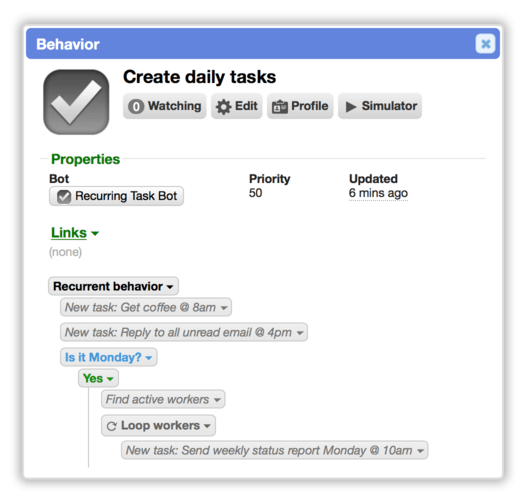 Behavior
Create daily tasks
0 Watching Edit Profile Simulator
Properties
Bot Priority Updated
Recurring Task Bot 50 6 mins ago
Links
(none)
Recurrent behavior
New task: Get coffee @ 8am
New task: Reply to all unread email @ 4pm
Is it Monday?
Yes
Find active workers
Loop workers
New task: Send weekly status report Monday @ 10am